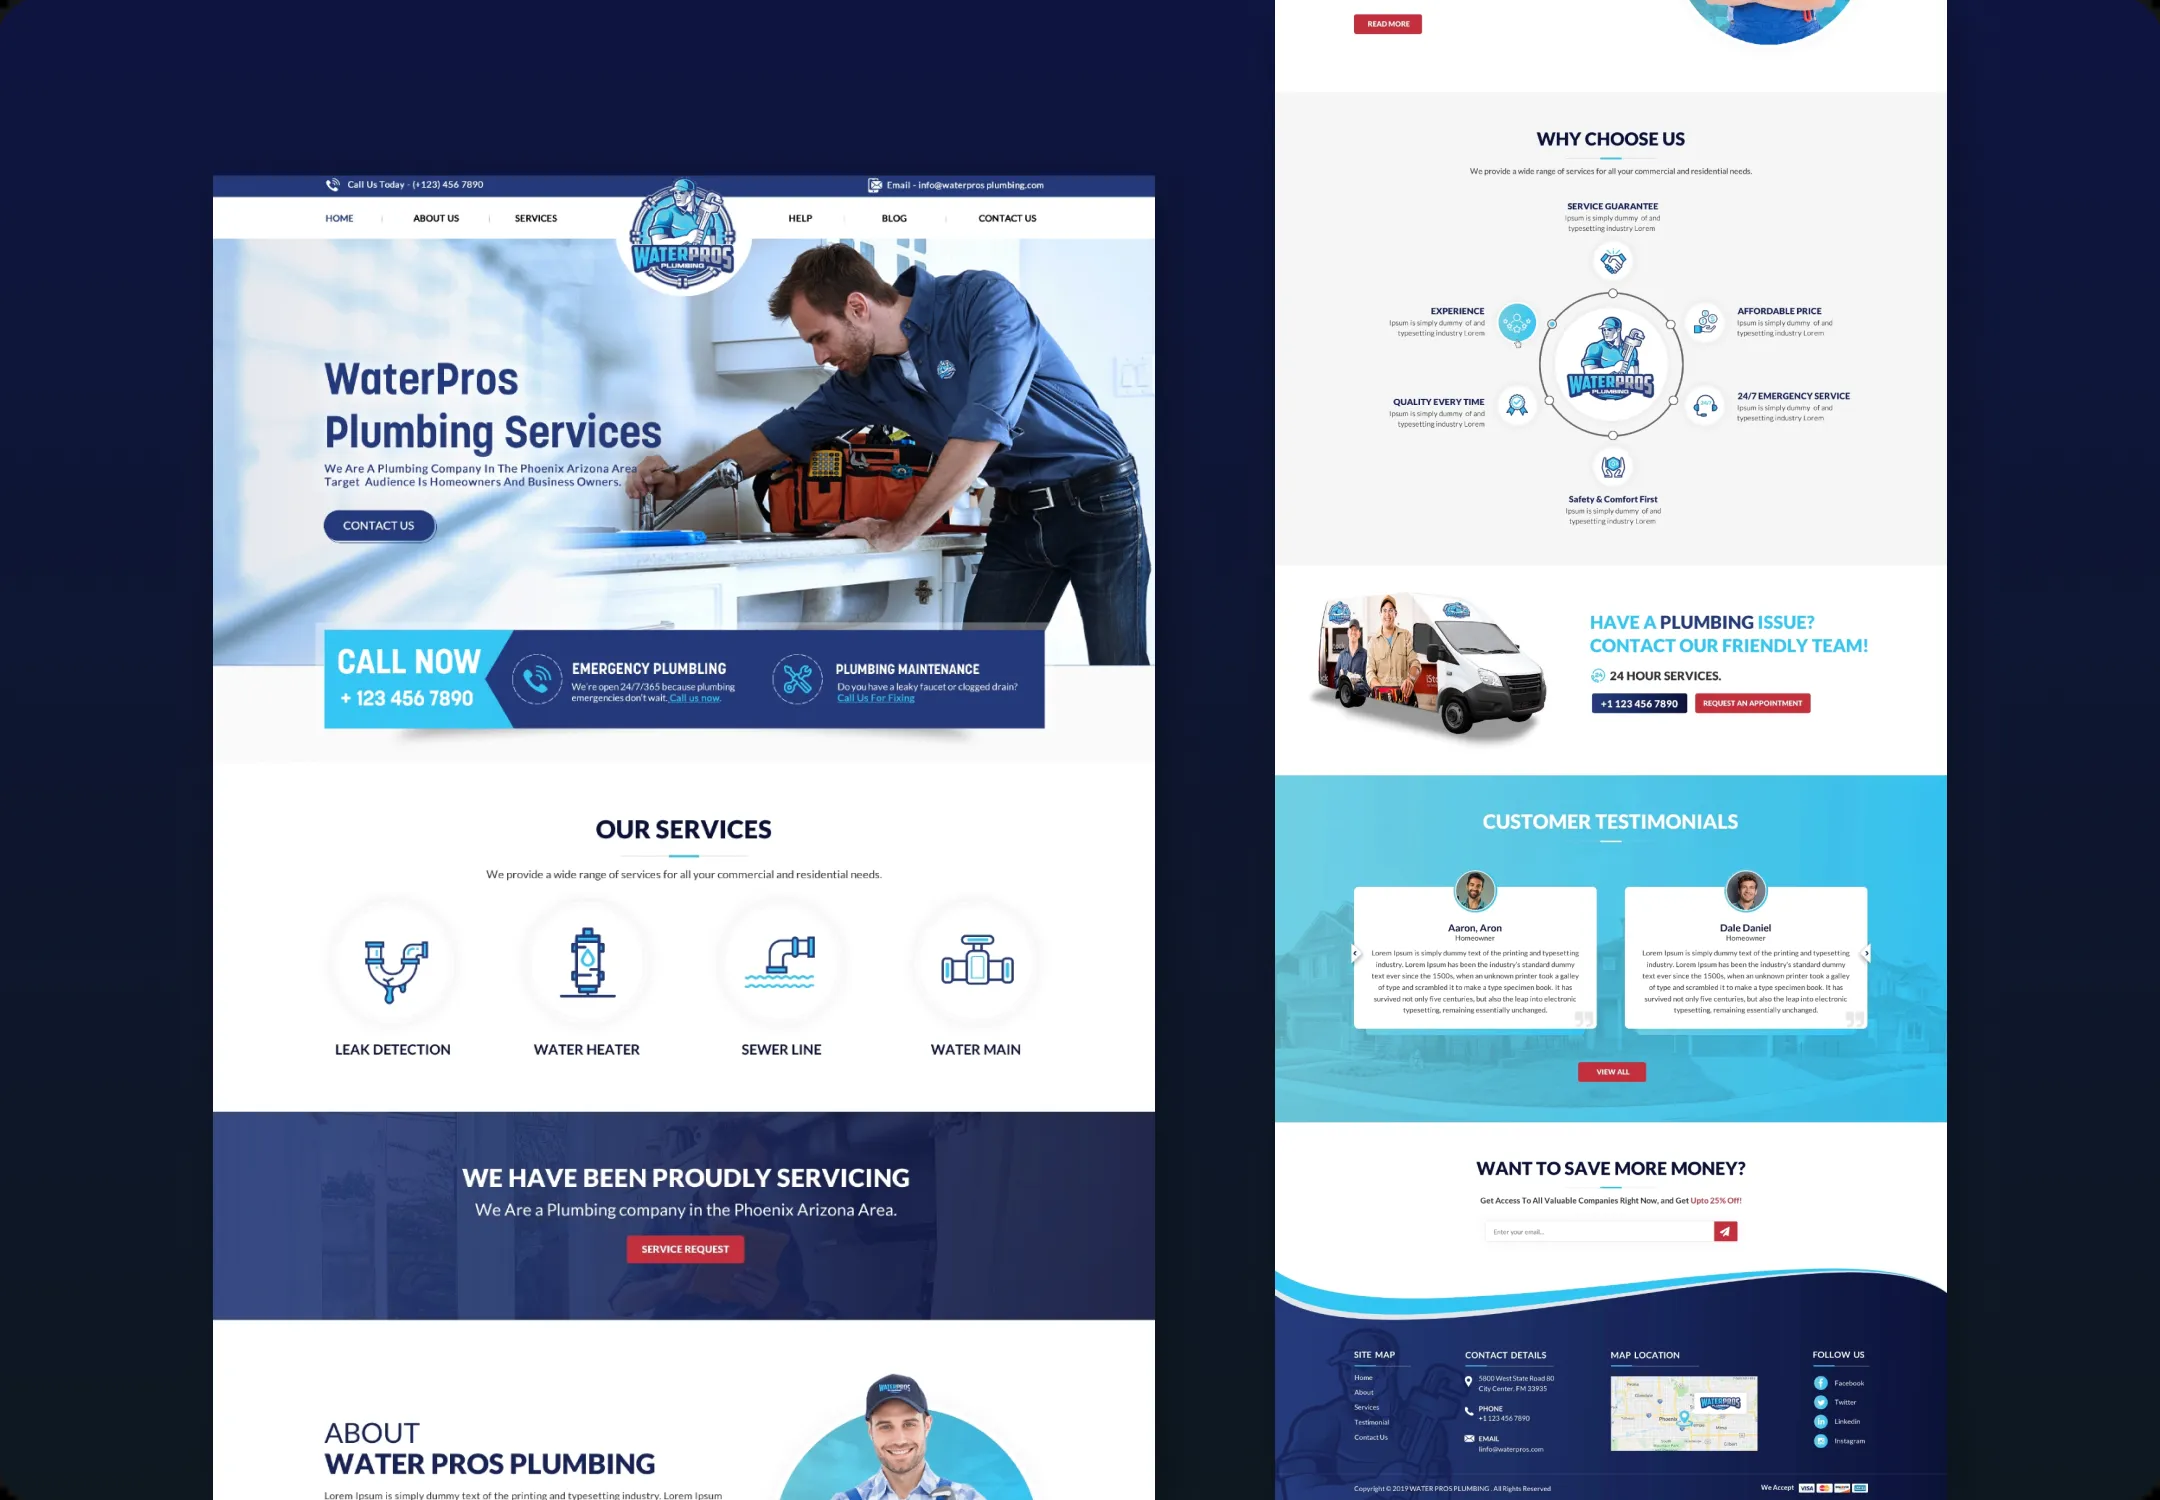 Call Us Today - (+123) 456 7890
Email - info@waterpros plumbing.com
HOME
ABOUT US
SERVICES
WATERPROS
PLUMBING
HELP
BLOG
CONTACT US
WaterPros
Plumbing Services
We Are A Plumbing Company In The Phoenix Arizona Area
Target Audience Is Homeowners And Business Owners.
CONTACT US
CALL NOW
+ 123 456 7890
EMERGENCY PLUMBING
We're open 24/7/365 because plumbing
emergencies don't wait. Call us now.
PLUMBING MAINTENANCE
Do you have a leaky faucet or clogged drain?
Call Us For Fixing
OUR SERVICES
We provide a wide range of services for all your commercial and residential needs.
LEAK DETECTION
WATER HEATER
SEWER LINE
WATER MAIN
WE HAVE BEEN PROUDLY SERVICING
We Are a Plumbing company in the Phoenix Arizona Area.
SERVICE REQUEST
ABOUT
WATER PROS PLUMBING
Lorem Ipsum is simply dummy text of the printing and typesetting industry. Lorem Ipsum
WATERPROS
READ MORE
WHY CHOOSE US
We provide a wide range of services for all your commercial and residential needs.
SERVICE GUARANTEE
Ipsum is simply dummy of and
typesetting industry Lorem
EXPERIENCE
Ipsum is simply dummy of and
typesetting industry Lorem
AFFORDABLE PRICE
Ipsum is simply dummy of and
typesetting industry Lorem
WATERPROS
PLUMBING
QUALITY EVERY TIME
Ipsum is simply dummy of and
typesetting industry Lorem
24/7 EMERGENCY SERVICE
Ipsum is simply dummy of and
typesetting industry Lorem
Safety & Comfort First
Ipsum is simply dummy of and
typesetting industry Lorem
HAVE A PLUMBING ISSUE?
CONTACT OUR FRIENDLY TEAM!
24 HOUR SERVICES.
+1 123 456 7890
REQUEST AN APPOINTMENT
CUSTOMER TESTIMONIALS
Aaron, Aron
Homeowner
Lorem Ipsum is simply dummy text of the printing and typesetting
industry. Lorem Ipsum has been the industry's standard dummy
text ever since the 1500s, when an unknown printer took a galley
of type and scrambled it to make a type specimen book. It has
survived not only five centuries, but also the leap into electronic
typesetting, remaining essentially unchanged.
Dale Daniel
Homeowner
Lorem Ipsum is simply dummy text of the printing and typesetting
industry. Lorem Ipsum has been the industry's standard dummy
text ever since the 1500s, when an unknown printer took a galley
of type and scrambled it to make a type specimen book. It has
survived not only five centuries, but also the leap into electronic
typesetting, remaining essentially unchanged.
VIEW ALL
WANT TO SAVE MORE MONEY?
Get Access To All Valuable Companies Right Now, and Get Upto 25% Off!
Enter your email...
SITE MAP
Home
About
Services
Testimonial
Contact Us
CONTACT DETAILS
5800 West State Road 80
City Center, FM 33935
PHONE
+1 123 456 7890
EMAIL
Iinfo@waterpros.com
MAP LOCATION
WATERPROS
Phoenix
FOLLOW US
Facebook
Twitter
Linkedin
Instagram
Copyright © 2019 WATER PROS PLUMBING . All Rights Reserved
We Accept
VISA